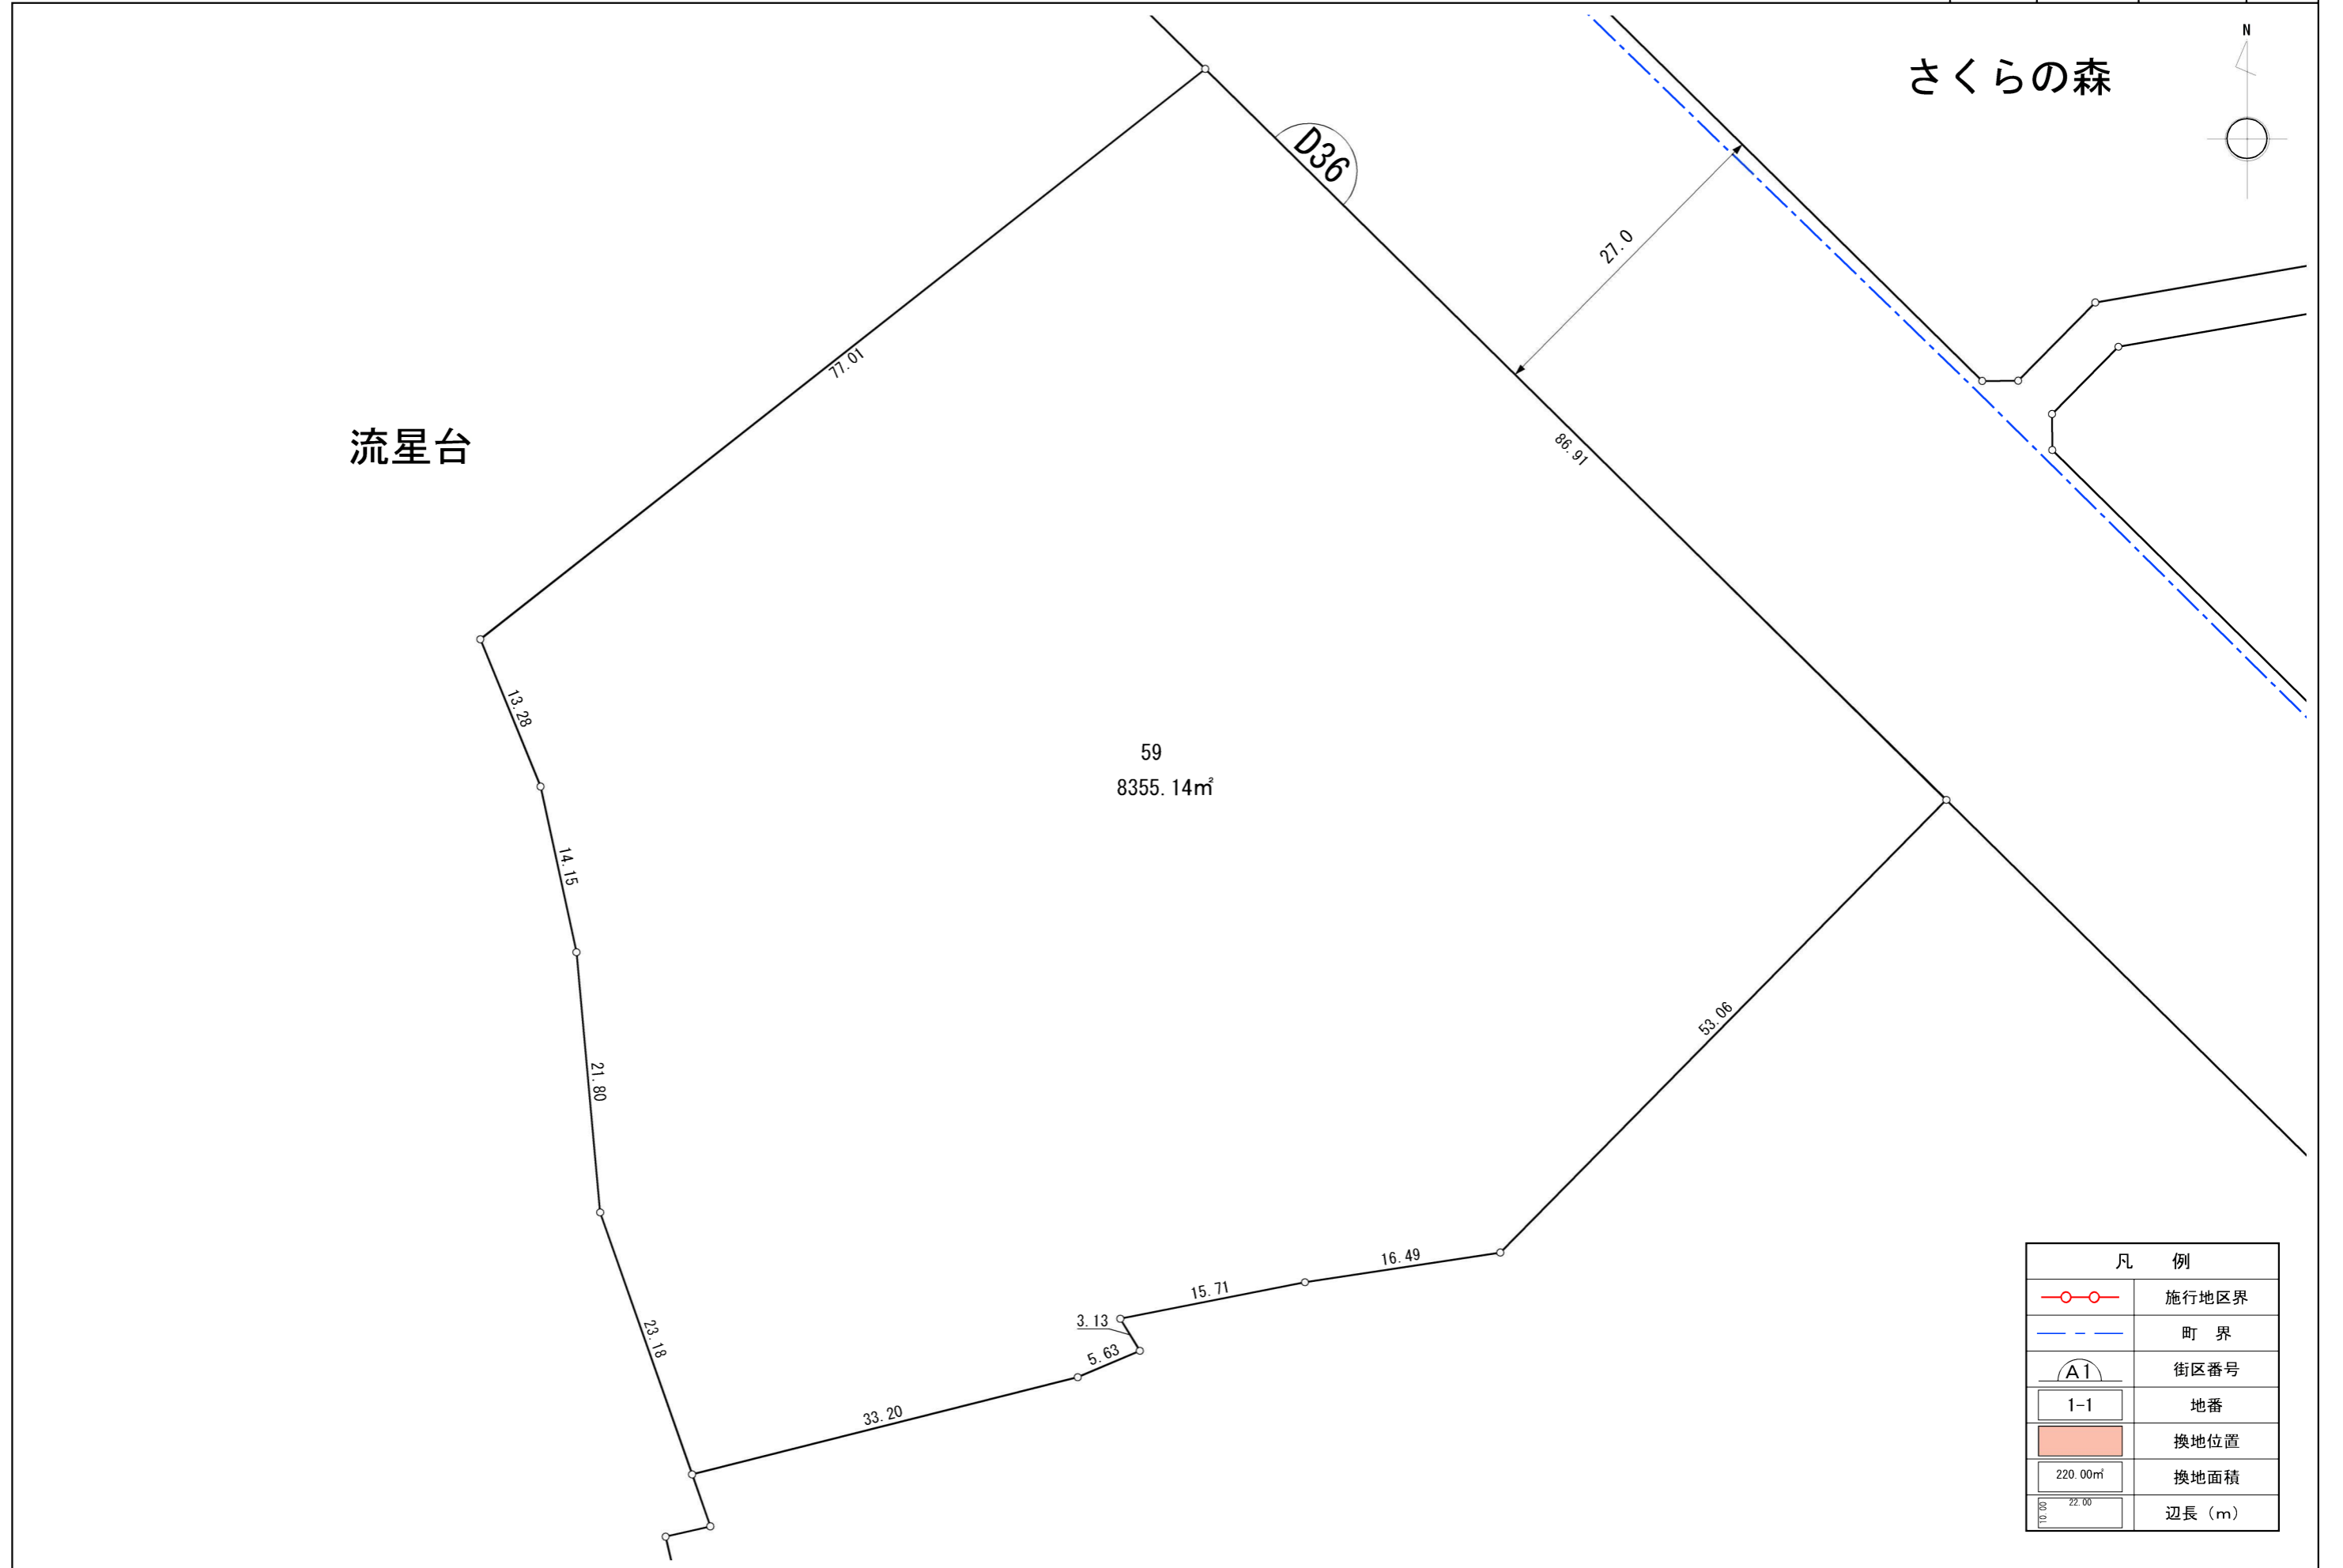 N
さくらの森
D36
27.0
77.01
流星台
86.91
13.28
59
8355.14㎡
14.15
53.06
21.80
16.49
15.71
3.13
5.63
23.18
33.20
凡 例
施行地区界
町 界
A1 街区番号
1-1 地番
換地位置
220.00㎡ 換地面積
10.00 22.00 辺長（m）